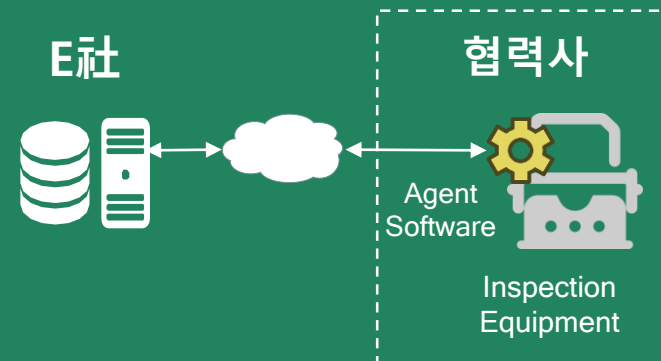 E社
협력사
Agent
Software
Inspection
Equipment